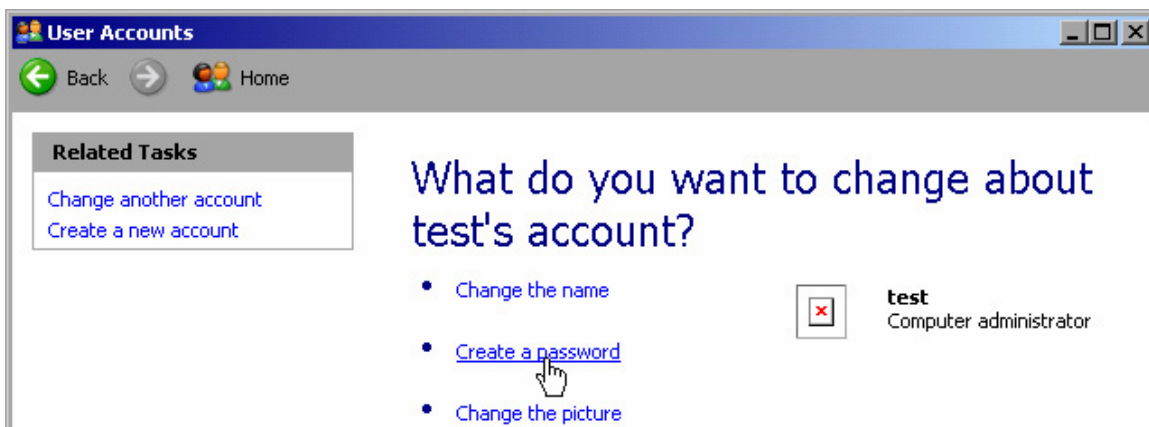 User Accounts
Back Home
Related Tasks
Change another account
Create a new account
What do you want to change about
test's account?
Change the name
Create a password
Change the picture
test
Computer administrator